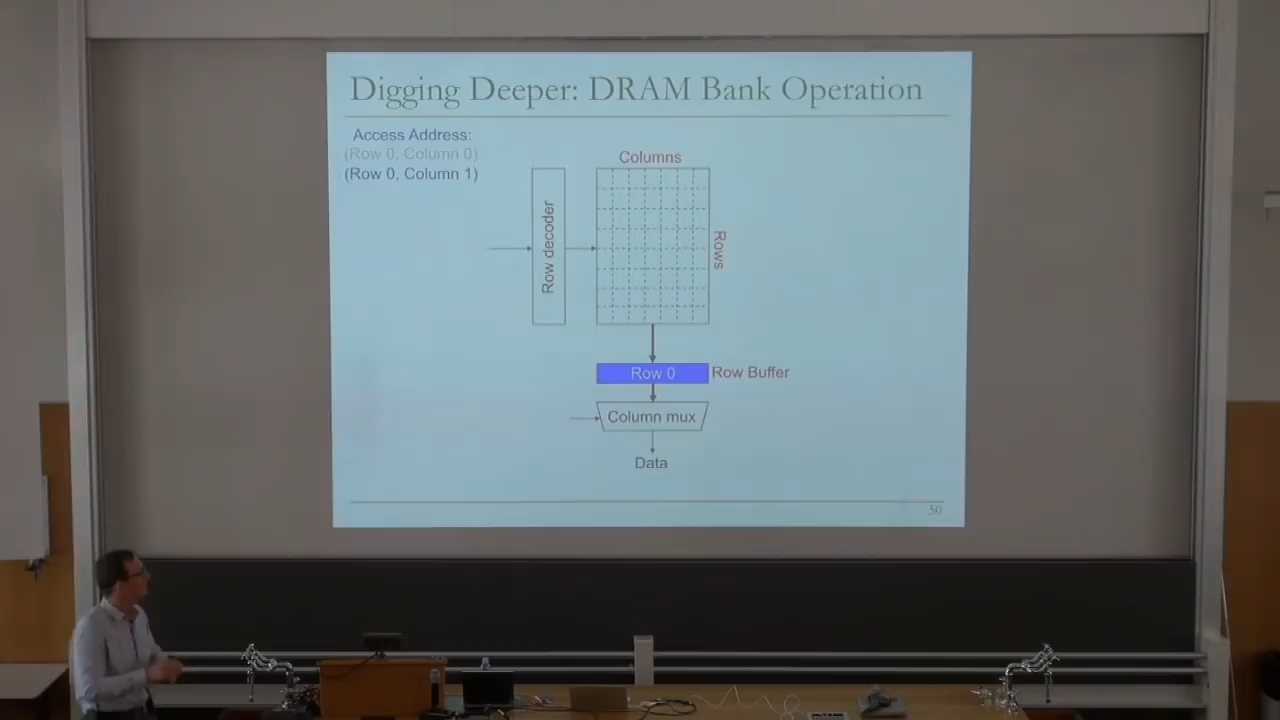 Digging Deeper: DRAM Bank Operation
Access Address:
(Row 0, Column 0)
(Row 0, Column 1)
Columns
Row decoder
Rows
Row 0
Row Buffer
Column mux
Data
50